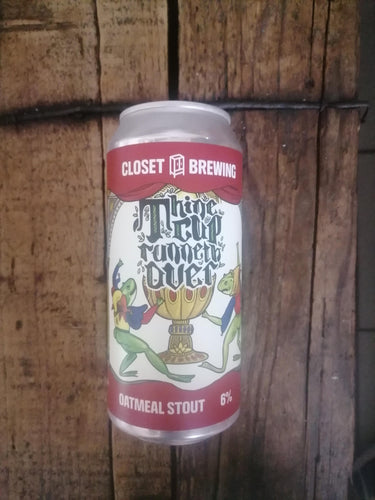 CLOSET BREWING
Thine
cup
runneth
over
OATMEAL STOUT 6%